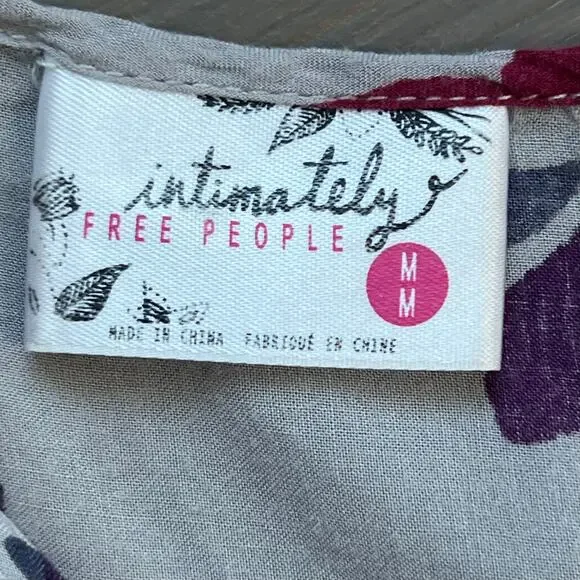 intimately
FREE PEOPLE
M
M
MADE IN CHINA FABRIQUÉ EN CHINE